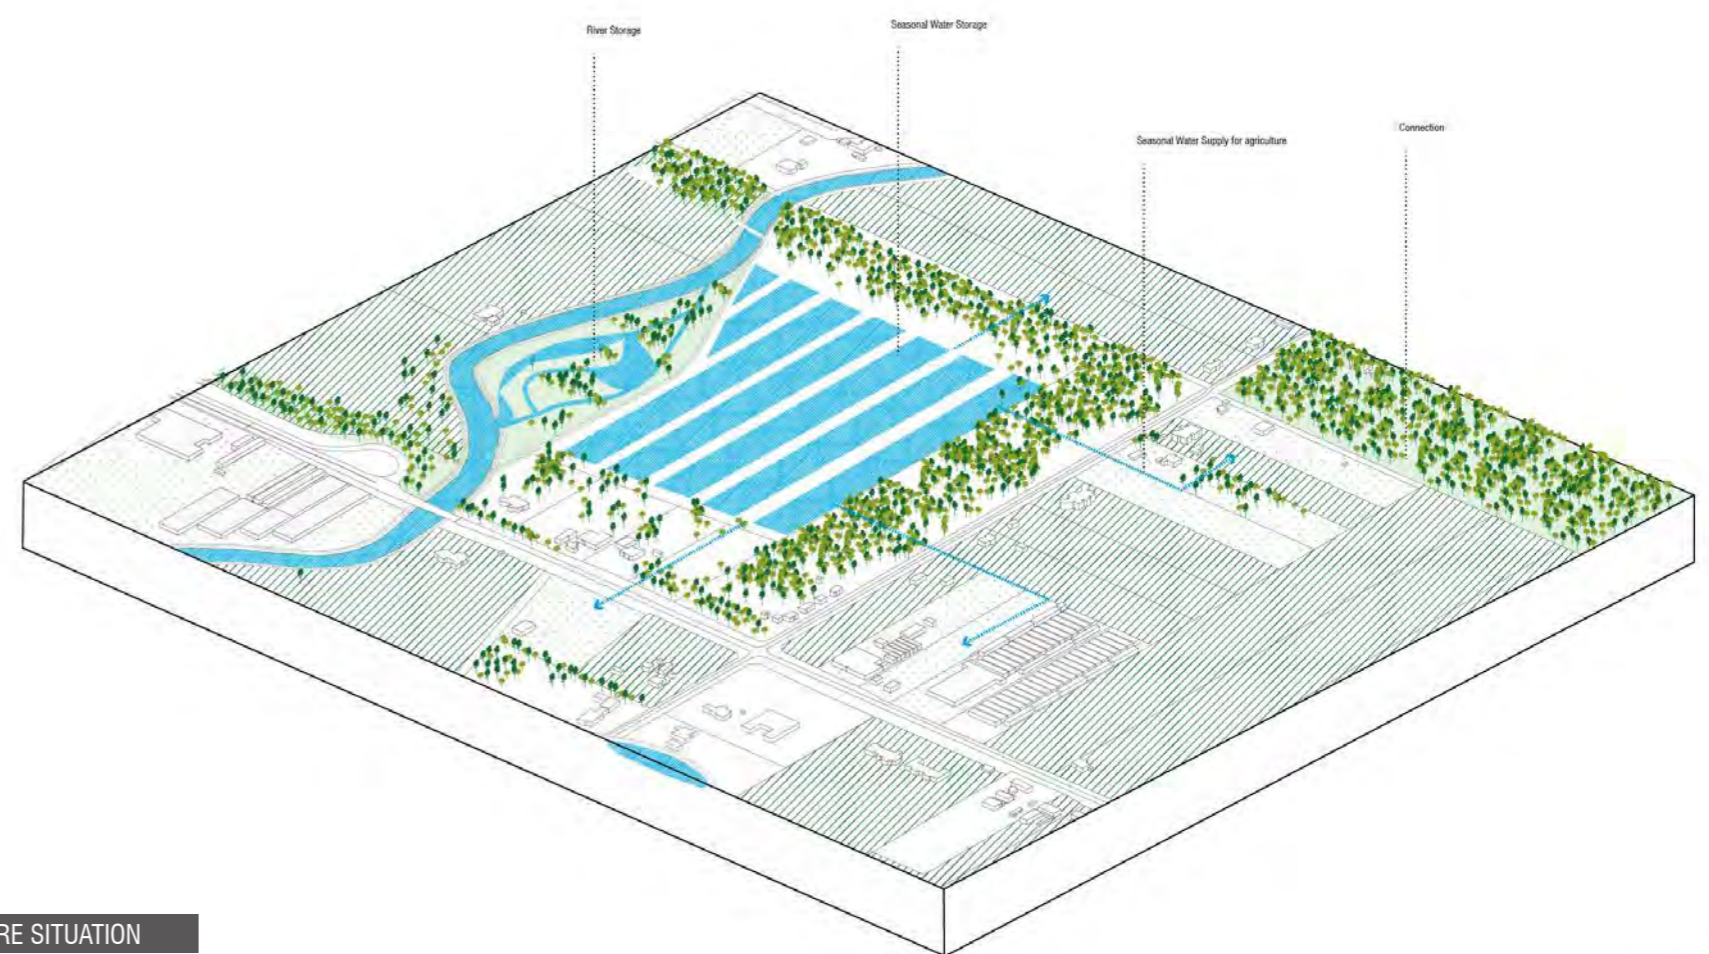 River Storage
Seasonal Water Storage
Seasonal Water Supply for agriculture
Connection
RE SITUATION